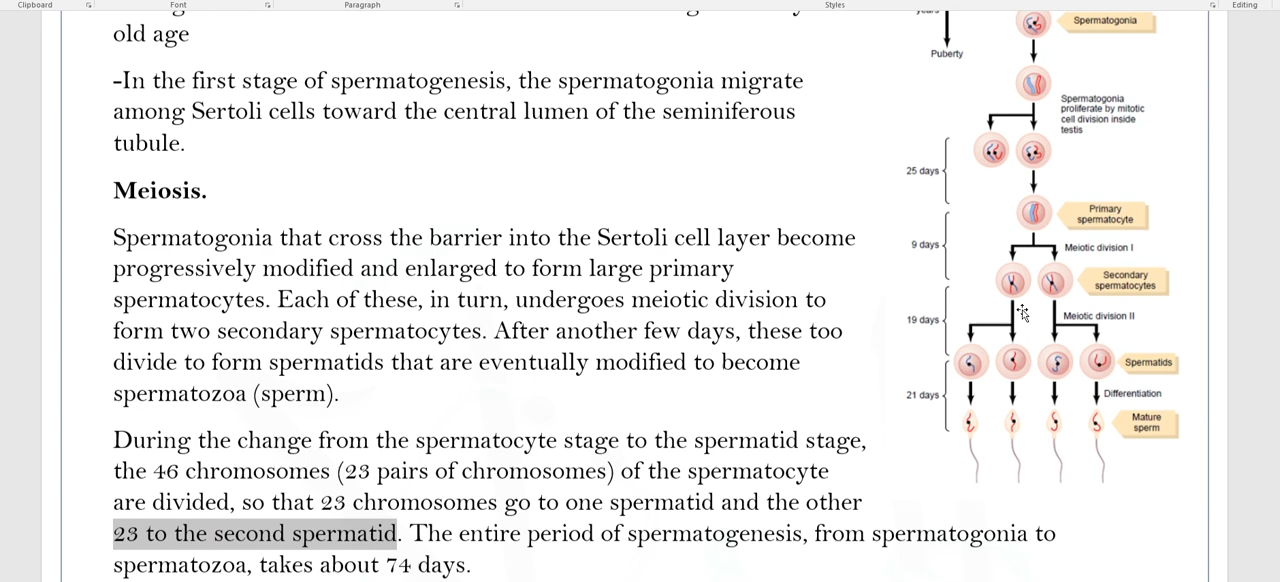 Clipboard
Font
Paragraph
Styles
Editing
old age
-In the first stage of spermatogenesis, the spermatogonia migrate
among Sertoli cells toward the central lumen of the seminiferous
tubule.
Meiosis.
Spermatogonia that cross the barrier into the Sertoli cell layer become
progressively modified and enlarged to form large primary
spermatocytes. Each of these, in turn, undergoes meiotic division to
form two secondary spermatocytes. After another few days, these too
divide to form spermatids that are eventually modified to become
spermatozoa (sperm).
During the change from the spermatocyte stage to the spermatid stage,
the 46 chromosomes (23 pairs of chromosomes) of the spermatocyte
are divided, so that 23 chromosomes go to one spermatid and the other
23 to the second spermatid. The entire period of spermatogenesis, from spermatogonia to
spermatozoa, takes about 74 days.
Spermatogonia
Puberty
Spermatogonia
proliferate by mitotic
cell division inside
testis
25 days
Primary
spermatocyte
9 days
Meiotic division I
Secondary
spermatocytes
19 days
Meiotic division II
Spermatids
21 days
Differentiation
Mature
sperm